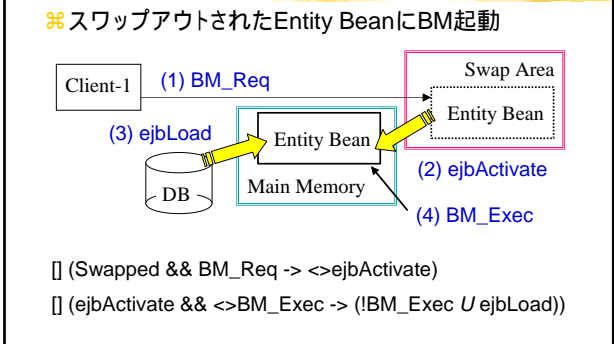 ⌘スワップアウトされたEntity BeanにBM起動
Client-1
(1) BM_Req
Swap Area
Entity Bean
(3) ejbLoad
Entity Bean
(2) ejbActivate
DB
Main Memory
(4) BM_Exec
[] (Swapped && BM_Req -> <>ejbActivate)
[] (ejbActivate && <>BM_Exec -> (!BM_Exec U ejbLoad))